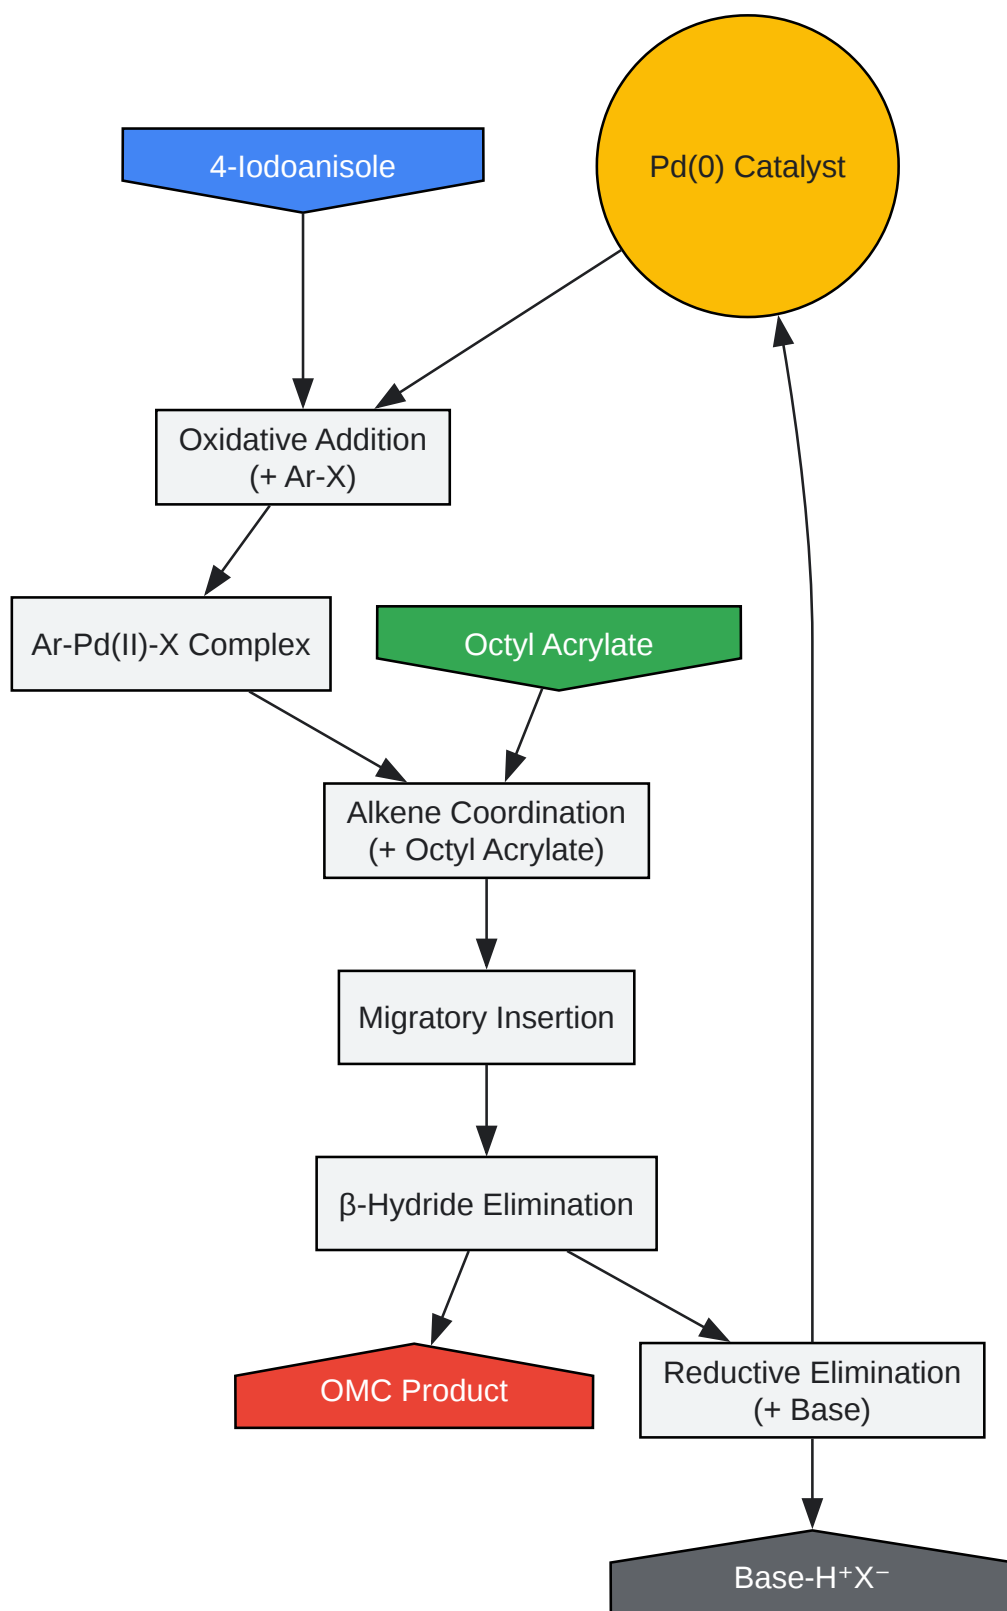 4-Iodoanisole
Pd(0) Catalyst
Oxidative Addition
(+ Ar-X)
Ar-Pd(II)-X Complex
Octyl Acrylate
Alkene Coordination
(+ Octyl Acrylate)
Migratory Insertion
β-Hydride Elimination
OMC Product
Reductive Elimination
(+ Base)
Base-H⁺X⁻